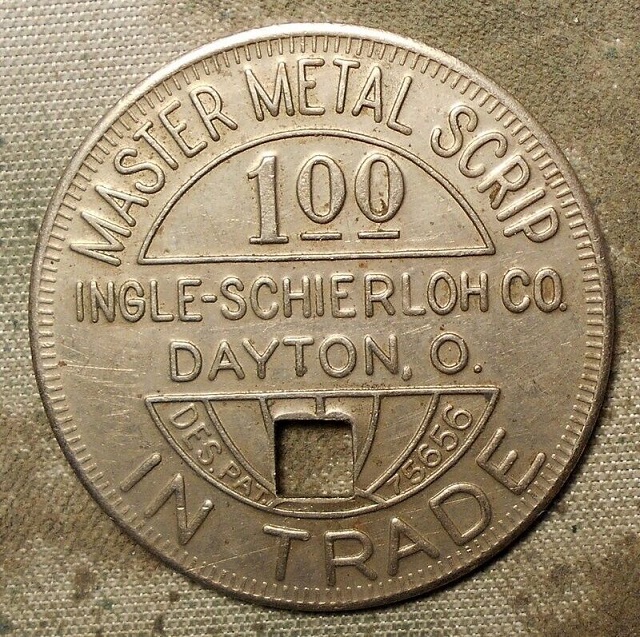 MASTER METAL SCRIP
100
INGLE-SCHIERLOH CO.
DAYTON, O.
DES. PAT. 75656
IN TRADE